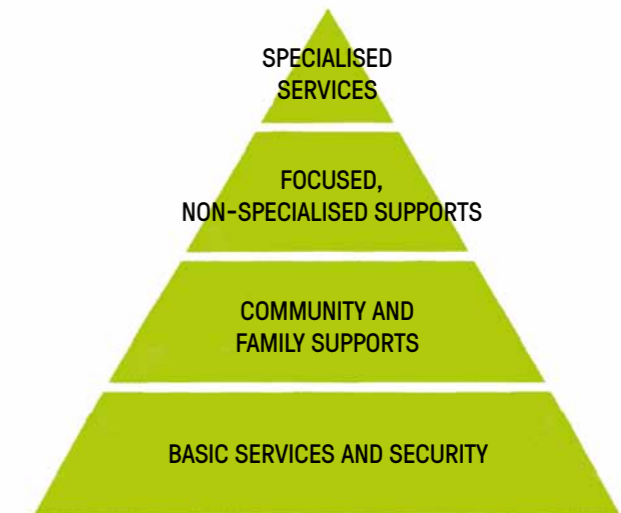 SPECIALISED
SERVICES
FOCUSED,
NON-SPECIALISED SUPPORTS
COMMUNITY AND
FAMILY SUPPORTS
BASIC SERVICES AND SECURITY